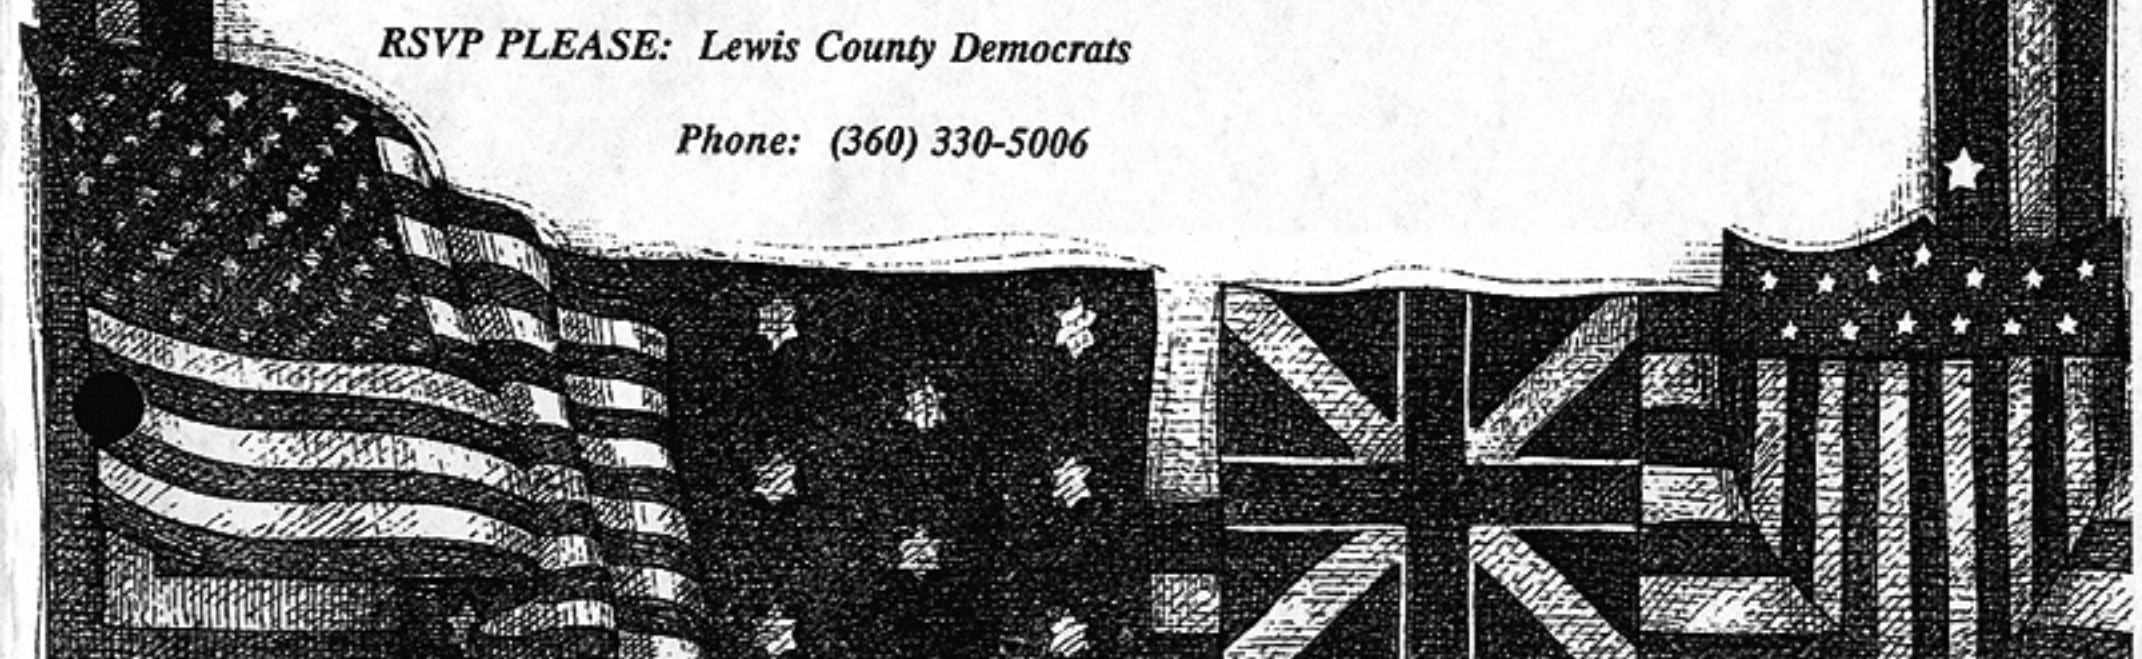 RSVP PLEASE: Lewis County Democrats
Phone: (360) 330-5006